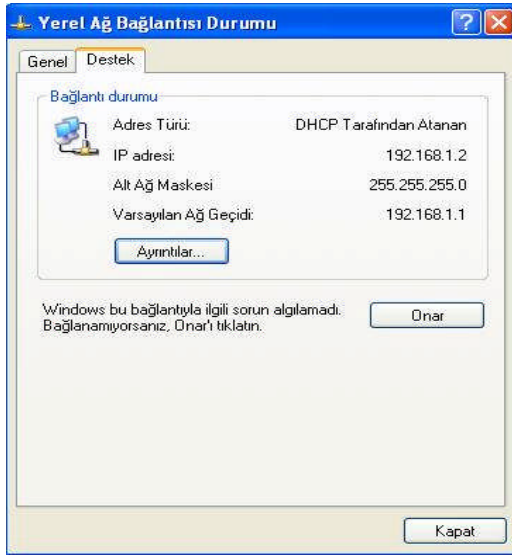 Yerel Ağ Bağlantısı Durumu
Genel
Destek
Bağlantı durumu
Adres Türü: DHCP Tarafından Atanan
IP adresi: 192.168.1.2
Alt Ağ Maskesi 255.255.255.0
Varsayılan Ağ Geçidi: 192.168.1.1
Ayrıntılar...
Windows bu bağlantıyla ilgili sorun algılamadı.
Bağlanamıyorsanız, Onar'ı tıklatın.
Onar
Kapat